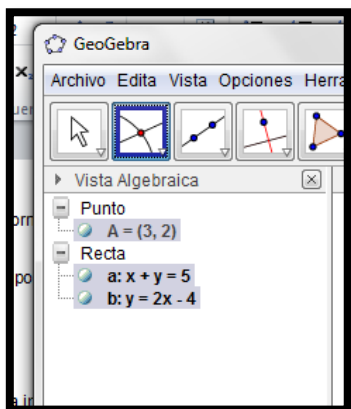 GeoGebra
Archivo Edita Vista Opciones Herra
Vista Algebraica
Punto
A = (3, 2)
Recta
a: x + y = 5
b: y = 2x - 4